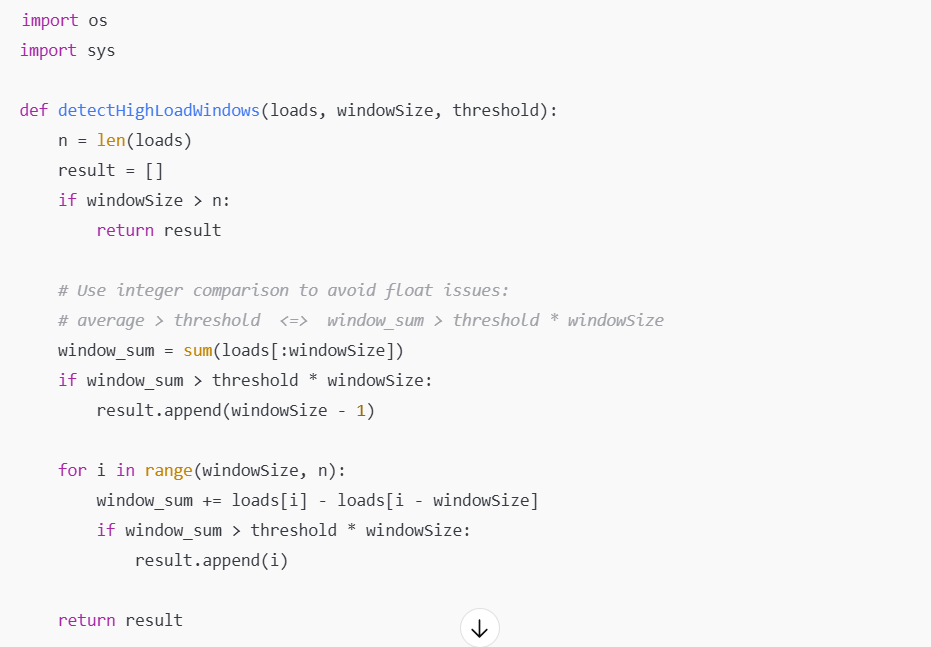 import os
import sys

def detectHighLoadWindows(loads, windowSize, threshold):
    n = len(loads)
    result = []
    if windowSize > n:
        return result

    # Use integer comparison to avoid float issues:
    # average > threshold  <=>  window_sum > threshold * windowSize
    window_sum = sum(loads[:windowSize])
    if window_sum > threshold * windowSize:
        result.append(windowSize - 1)

    for i in range(windowSize, n):
        window_sum += loads[i] - loads[i - windowSize]
        if window_sum > threshold * windowSize:
            result.append(i)

    return result